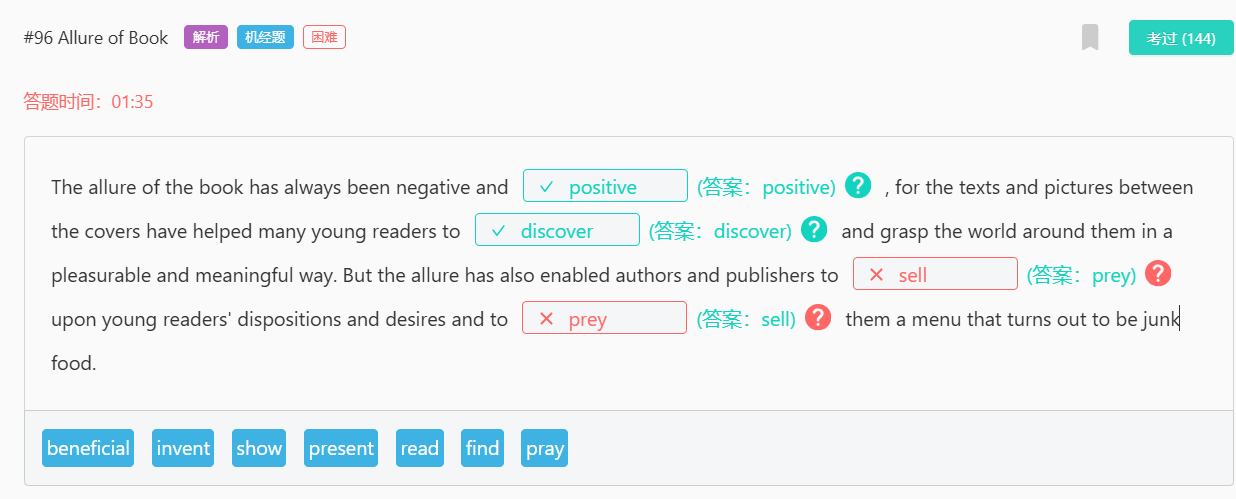 #96 Allure of Book 解析 机经题 困难 考过 (144)
答题时间：01:35
The allure of the book has always been negative and ✓ positive (答案：positive) ? , for the texts and pictures between
the covers have helped many young readers to ✓ discover (答案：discover) ? and grasp the world around them in a
pleasurable and meaningful way. But the allure has also enabled authors and publishers to ✕ sell (答案：prey) ?
upon young readers' dispositions and desires and to ✕ prey (答案：sell) ? them a menu that turns out to be junk
food.
beneficial invent show present read find pray